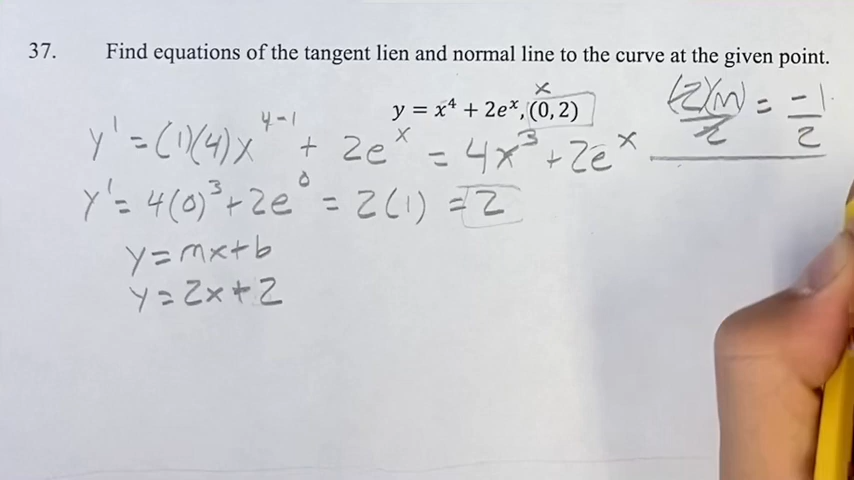 37. Find equations of the tangent lien and normal line to the curve at the given point.
x
y = x⁴ + 2eˣ, (0,2)
(2)(m)/2 = -1/2
y' = (1)(4)x⁴⁻¹ + 2eˣ = 4x³ + 2eˣ
y' = 4(0)³ + 2e⁰ = 2(1) = 2
y = mx + b
y = 2x + 2